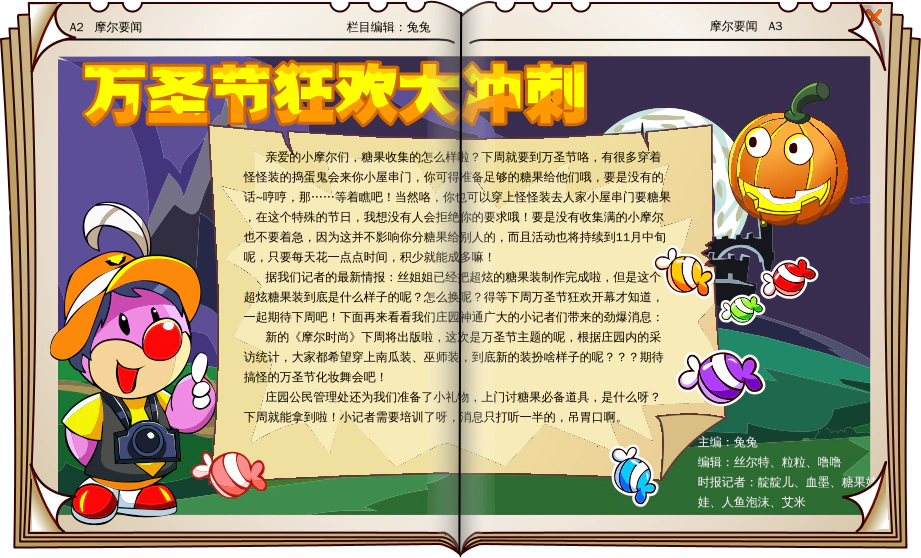 A2 摩尔要闻
栏目编辑：兔兔
摩尔要闻 A3
万圣节狂欢大冲刺
亲爱的小摩尔们，糖果收集的怎么样啦？下周就要到万圣节咯，有很多穿着
怪怪装的捣蛋鬼会来你小屋串门，你可得准备足够的糖果给他们哦，要是没有的
话~哼哼，那……等着瞧吧！当然咯，你也可以穿上怪怪装去人家小屋串门要糖果
，在这个特殊的节日，我想没有人会拒绝你的要求哦！要是没有收集满的小摩尔
也不要着急，因为这并不影响你分糖果给别人的，而且活动也将持续到11月中旬
呢，只要每天花一点点时间，积少就能成多嘛！
据我们记者的最新情报：丝姐姐已经把超炫的糖果装制作完成啦，但是这个
超炫糖果装到底是什么样子的呢？怎么换呢？得等下周万圣节狂欢开幕才知道，
一起期待下周吧！下面再来看看我们庄园神通广大的小记者们带来的劲爆消息：
新的《摩尔时尚》下周将出版啦，这次是万圣节主题的呢，根据庄园内的采
访统计，大家都希望穿上南瓜装、巫师装，到底新的装扮啥样子的呢？？？期待
搞怪的万圣节化妆舞会吧！
庄园公民管理处还为我们准备了小礼物，上门讨糖果必备道具，是什么呀？
下周就能拿到啦！小记者需要培训了呀，消息只打听一半的，吊胃口啊。
主编：兔兔
编辑：丝尔特、粒粒、噜噜
时报记者：靛靛儿、血墨、糖果
娃、人鱼泡沫、艾米